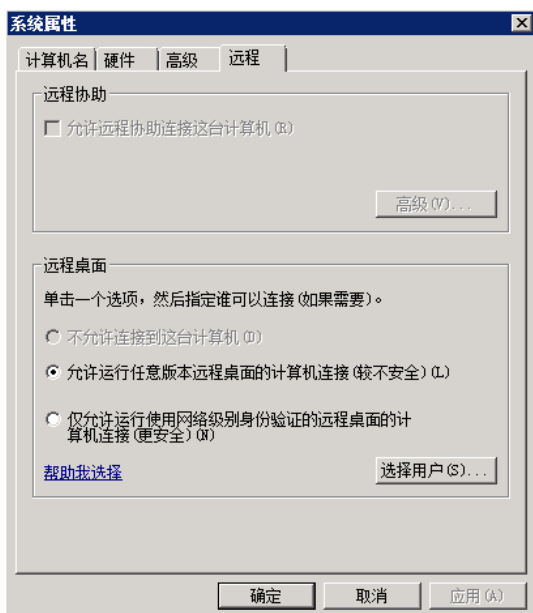 系统属性
计算机名 硬件 高级 远程
远程协助
允许远程协助连接这台计算机(R)
高级(V)...
远程桌面
单击一个选项，然后指定谁可以连接(如果需要)。
不允许连接到这台计算机(D)
允许运行任意版本远程桌面的计算机连接(较不安全)(L)
仅允许运行使用网络级别身份验证的远程桌面的计
算机连接(更安全)(N)
帮助我选择 选择用户(S)...
确定 取消 应用(A)